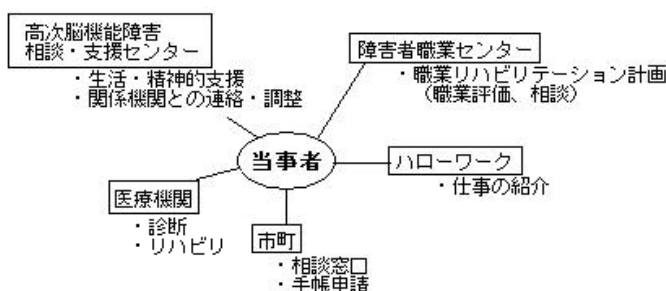 高次脳機能障害
相談・支援センター
・生活・精神的支援
・関係機関との連絡・調整
障害者職業センター
・職業リハビリテーション計画
(職業評価、相談)
当事者
ハローワーク
・仕事の紹介
医療機関
・診断
・リハビリ
市町
・相談窓口
・手帳申請